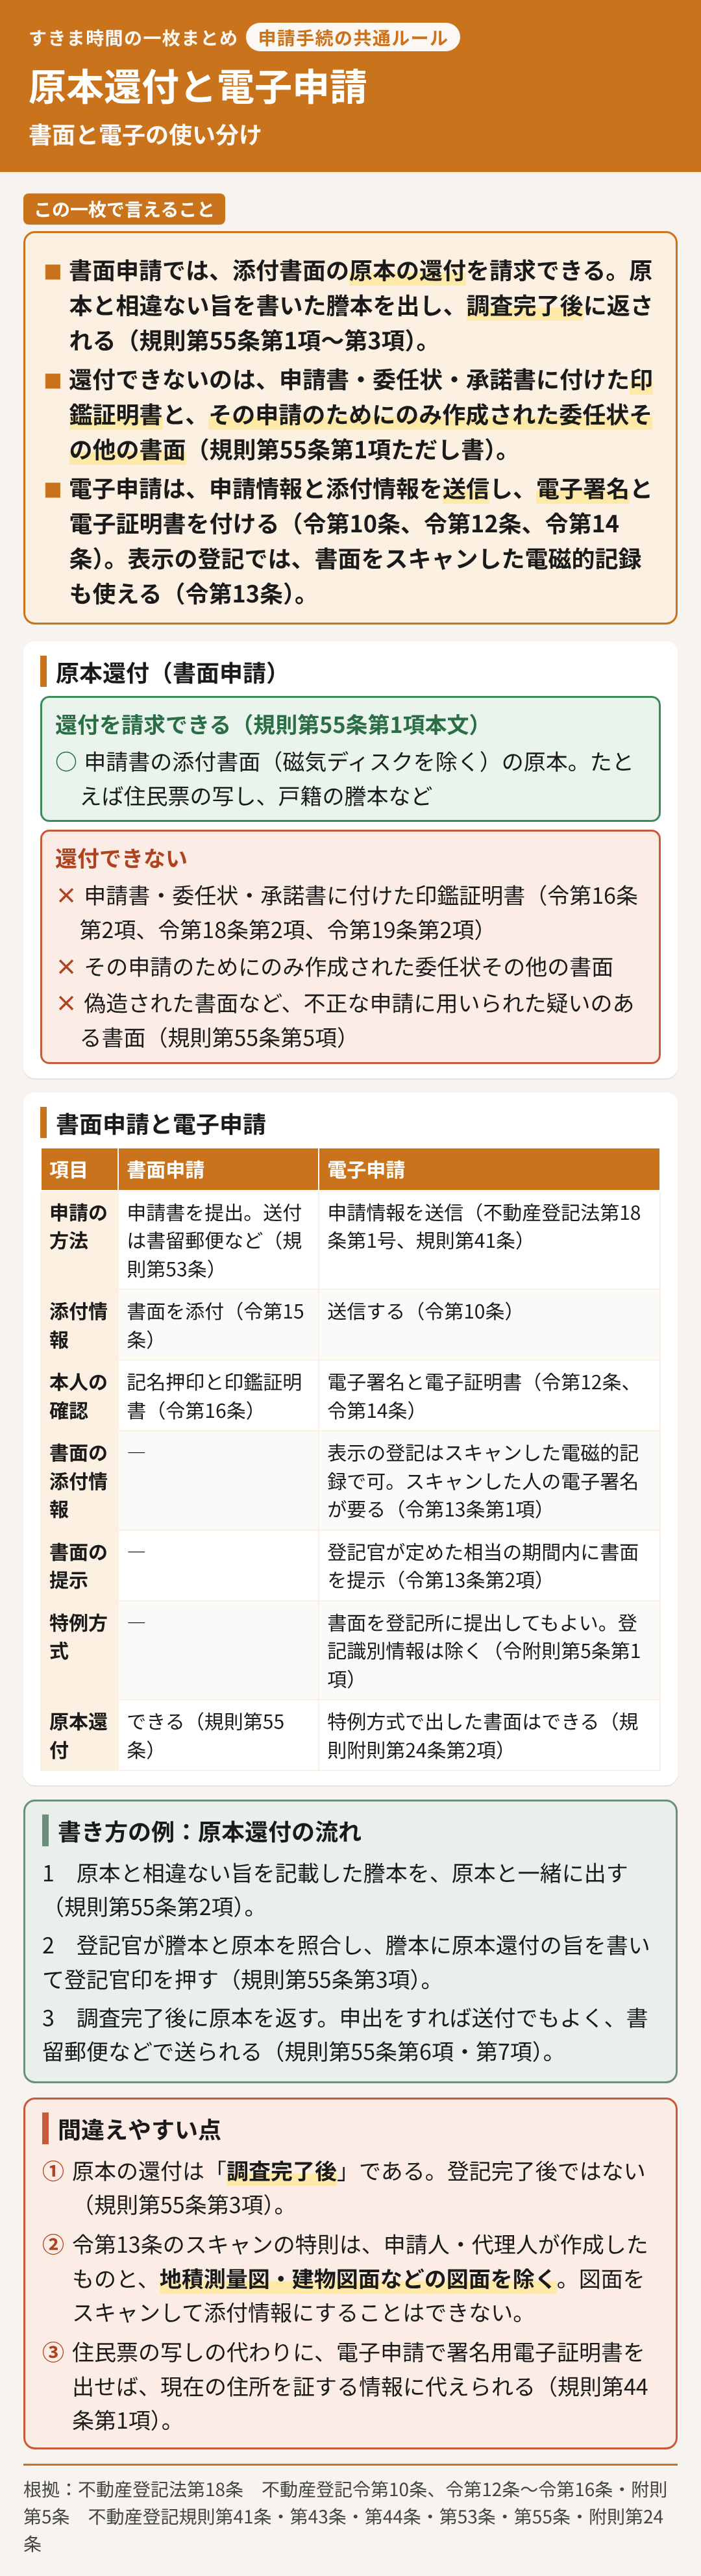 すきま時間の一枚まとめ 申請手続の共通ルール
原本還付と電子申請
書面と電子の使い分け
この一枚で言えること
■ 書面申請では、添付書面の原本の還付を請求できる。原
本と相違ない旨を書いた謄本を出し、調査完了後に返さ
れる（規則第55条第1項〜第3項）。
■ 還付できないのは、申請書・委任状・承諾書に付けた印
鑑証明書と、その申請のためにのみ作成された委任状そ
の他の書面（規則第55条第1項ただし書）。
■ 電子申請は、申請情報と添付情報を送信し、電子署名と
電子証明書を付ける（令第10条、令第12条、令第14
条）。表示の登記では、書面をスキャンした電磁的記録
も使える（令第13条）。
原本還付（書面申請）
還付を請求できる（規則第55条第1項本文）
○ 申請書の添付書面（磁気ディスクを除く）の原本。たと
えば住民票の写し、戸籍の謄本など
還付できない
× 申請書・委任状・承諾書に付けた印鑑証明書（令第16条
第2項、令第18条第2項、令第19条第2項）
× その申請のためにのみ作成された委任状その他の書面
× 偽造された書面など、不正な申請に用いられた疑いのあ
る書面（規則第55条第5項）
書面申請と電子申請
項目 書面申請 電子申請
申請の
方法
申請書を提出。送付
は書留郵便など（規
則第53条）
申請情報を送信（不動産登記法第18
条第1号、規則第41条）
添付情
報
書面を添付（令第15
条）
送信する（令第10条）
本人の
確認
記名押印と印鑑証明
書（令第16条）
電子署名と電子証明書（令第12条、
令第14条）
書面の
添付情
報
—
表示の登記はスキャンした電磁的記
録で可。スキャンした人の電子署名
が要る（令第13条第1項）
書面の
提示
—
登記官が定めた相当の期間内に書面
を提示（令第13条第2項）
特例方
式
—
書面を登記所に提出してもよい。登
記識別情報は除く（令附則第5条第1
項）
原本還
付
できる（規則第55
条）
特例方式で出した書面はできる（規
則附則第24条第2項）
書き方の例：原本還付の流れ
1 原本と相違ない旨を記載した謄本を、原本と一緒に出す
（規則第55条第2項）。
2 登記官が謄本と原本を照合し、謄本に原本還付の旨を書い
て登記官印を押す（規則第55条第3項）。
3 調査完了後に原本を返す。申出をすれば送付でもよく、書
留郵便などで送られる（規則第55条第6項・第7項）。
間違えやすい点
① 原本の還付は「調査完了後」である。登記完了後ではない
（規則第55条第3項）。
② 令第13条のスキャンの特則は、申請人・代理人が作成した
ものと、地積測量図・建物図面などの図面を除く。図面を
スキャンして添付情報にすることはできない。
③ 住民票の写しの代わりに、電子申請で署名用電子証明書を
出せば、現在の住所を証する情報に代えられる（規則第44
条第1項）。
根拠：不動産登記法第18条 不動産登記令第10条、令第12条〜令第16条・附則
第5条 不動産登記規則第41条・第43条・第44条・第53条・第55条・附則第24
条